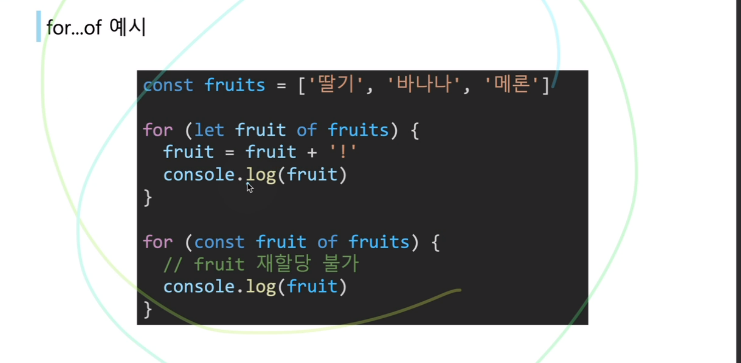 for...of 예시
const fruits = ['딸기', '바나나', '메론']
for (let fruit of fruits) {
  fruit = fruit + '!'
  console.log(fruit)
}
for (const fruit of fruits) {
  // fruit 재할당 불가
  console.log(fruit)
}